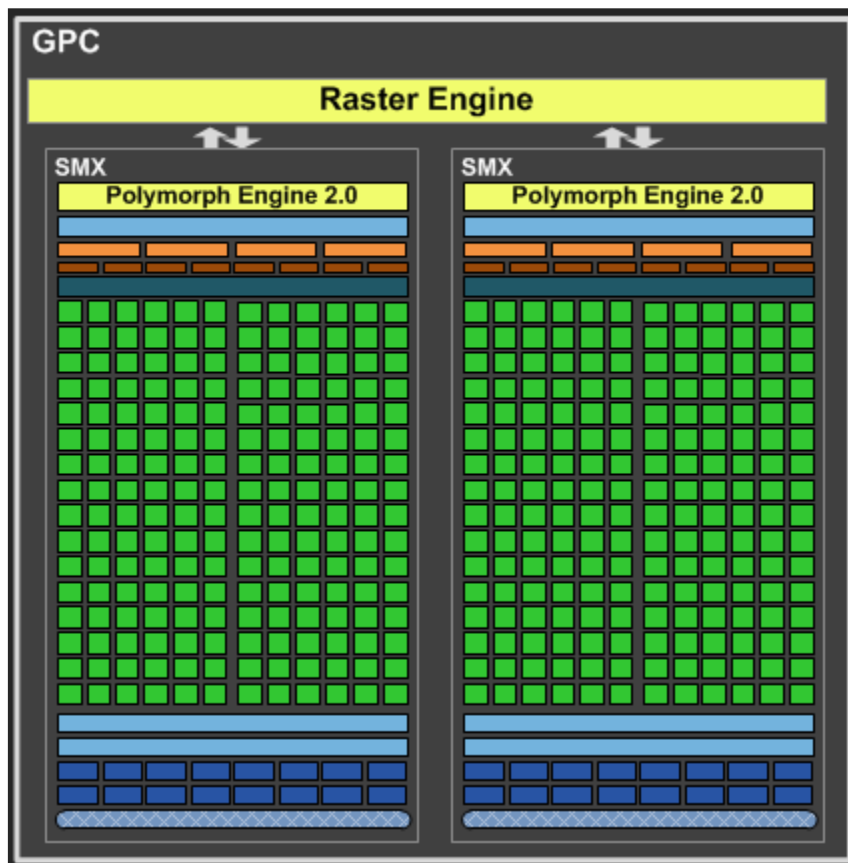 GPC
Raster Engine
SMX
Polymorph Engine 2.0
SMX
Polymorph Engine 2.0